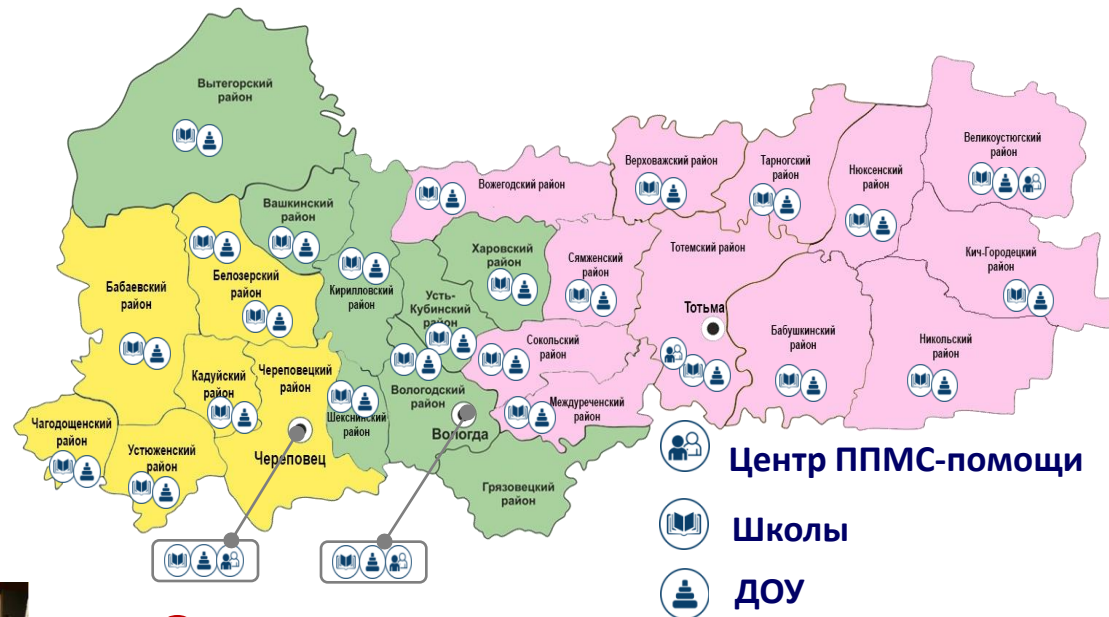 Вытегорский
район
Вашкинский
район
Вожегодский район
Верховажский район
Тарногский
район
Нюксенский
район
Великоустюгский
район
Бабаевский
район
Белозерский
район
Кирилловский
район
Харовский
район
Усть-
Кубинский
район
Сямженский
район
Тотемский район
Тотьма
Кич-Городецкий
район
Бабушкинский
район
Никольский
район
Сокольский
район
Кадуйский
район
Череповецкий
район
Вологодский
район
Междуреченский
район
Шекснинский
район
Вологда
Чагодощенский
район
Устюженский
район
Череповец
Грязовецкий
район
Центр ППМС-помощи
Школы
ДОУ